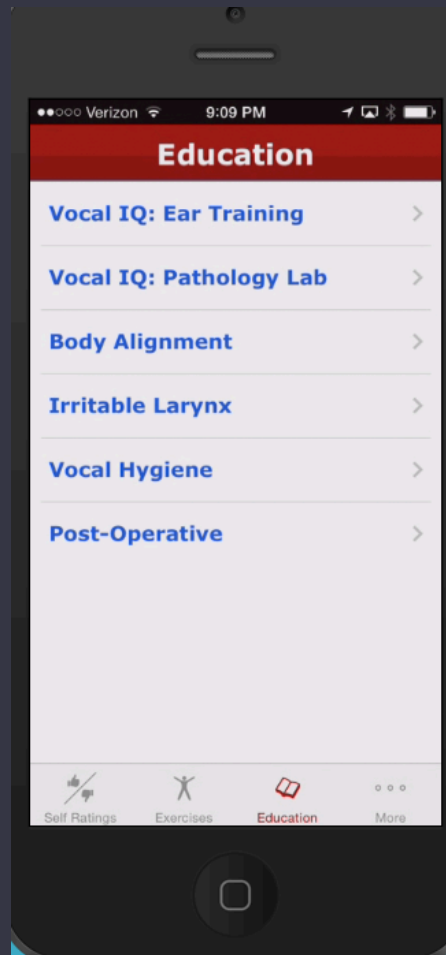 Verizon 9:09 PM
Education
Vocal IQ: Ear Training
Vocal IQ: Pathology Lab
Body Alignment
Irritable Larynx
Vocal Hygiene
Post-Operative
Self Ratings Exercises Education More